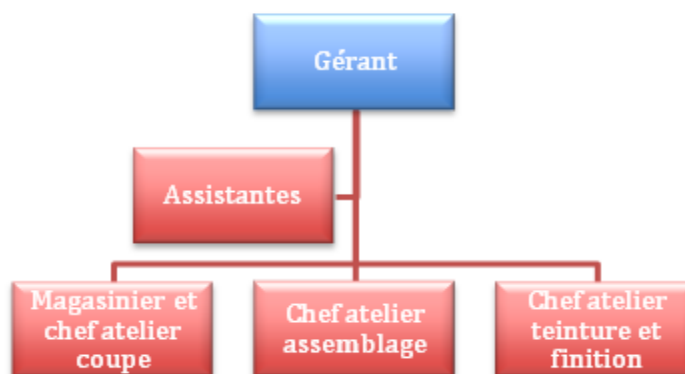 Gérant
Assistantes
Magasinier et
chef atelier
coupe
Chef atelier
assemblage
Chef atelier
teinture et
finition